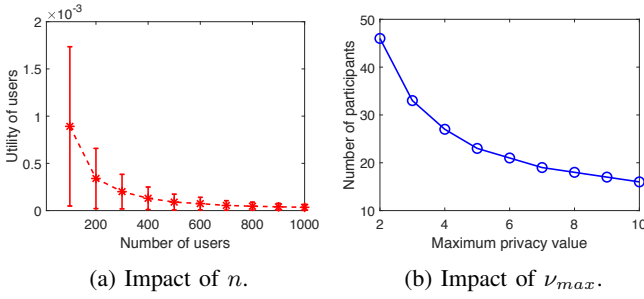 ×10⁻³
2
1.5
1
0.5
0
Utility of users
200 400 600 800 1000
Number of users
50
40
30
20
10
Number of participants
2 4 6 8 10
Maximum privacy value
(a) Impact of n.
(b) Impact of νmax.